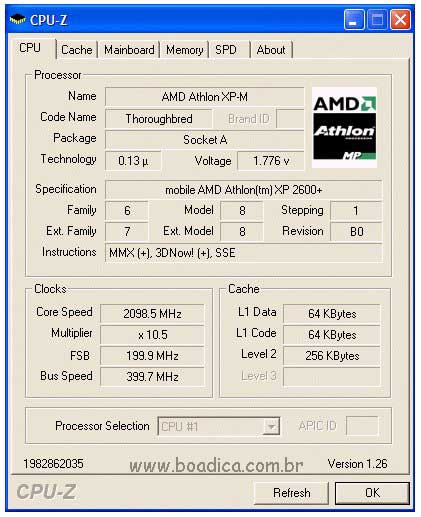 CPU-Z
CPU Cache Mainboard Memory SPD About
Processor
Name AMD Athlon XP-M
Code Name Thoroughbred Brand ID
Package Socket A
Technology 0.13 µ Voltage 1.776 v
AMD
Athlon
MP
Specification mobile AMD Athlon(tm) XP 2600+
Family 6 Model 8 Stepping 1
Ext. Family 7 Ext. Model 8 Revision B0
Instructions MMX (+), 3DNow! (+), SSE
Clocks
Core Speed 2098.5 MHz
Multiplier x 10.5
FSB 199.9 MHz
Bus Speed 399.7 MHz
Cache
L1 Data 64 KBytes
L1 Code 64 KBytes
Level 2 256 KBytes
Level 3
Processor Selection CPU #1 APIC ID
1982862035 www.boadica.com.br Version 1.26
CPU-Z Refresh OK